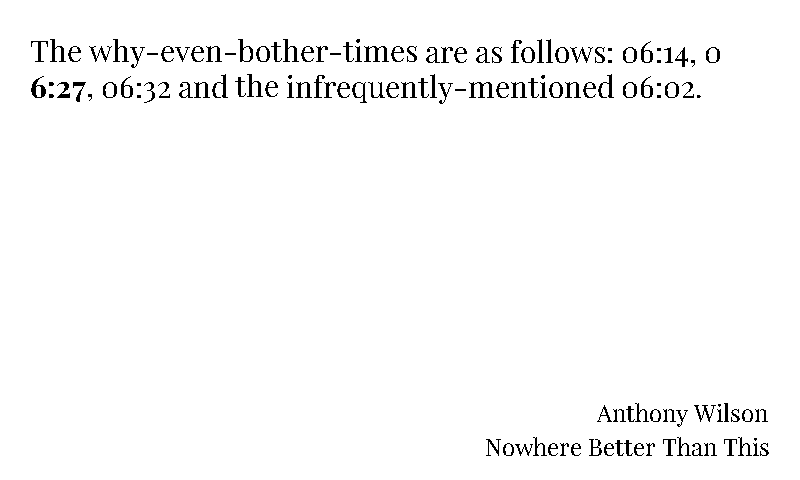 The why-even-bother-times are as follows: 06:14, 0
6:27, 06:32 and the infrequently-mentioned 06:02.
Anthony Wilson
Nowhere Better Than This